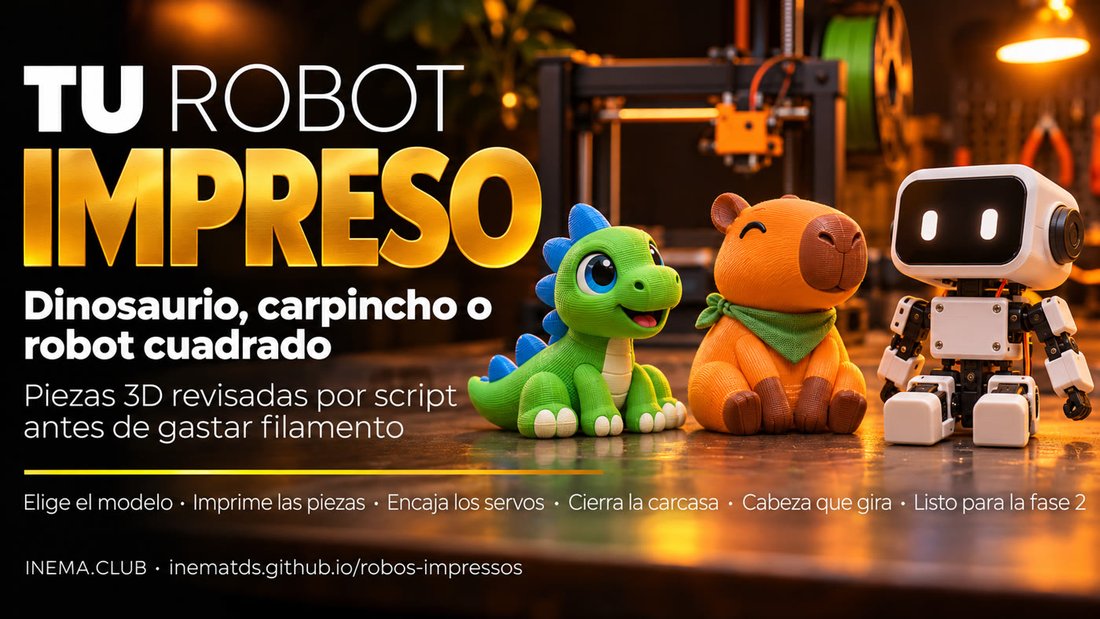 TU ROBOT
IMPRESO
Dinosaurio, carpincho o
robot cuadrado
Piezas 3D revisadas por script
antes de gastar filamento
Elige el modelo · Imprime las piezas · Encaja los servos · Cierra la carcasa · Cabeza que gira · Listo para la fase 2
INEMA.CLUB · inematds.github.io/robos-impressos